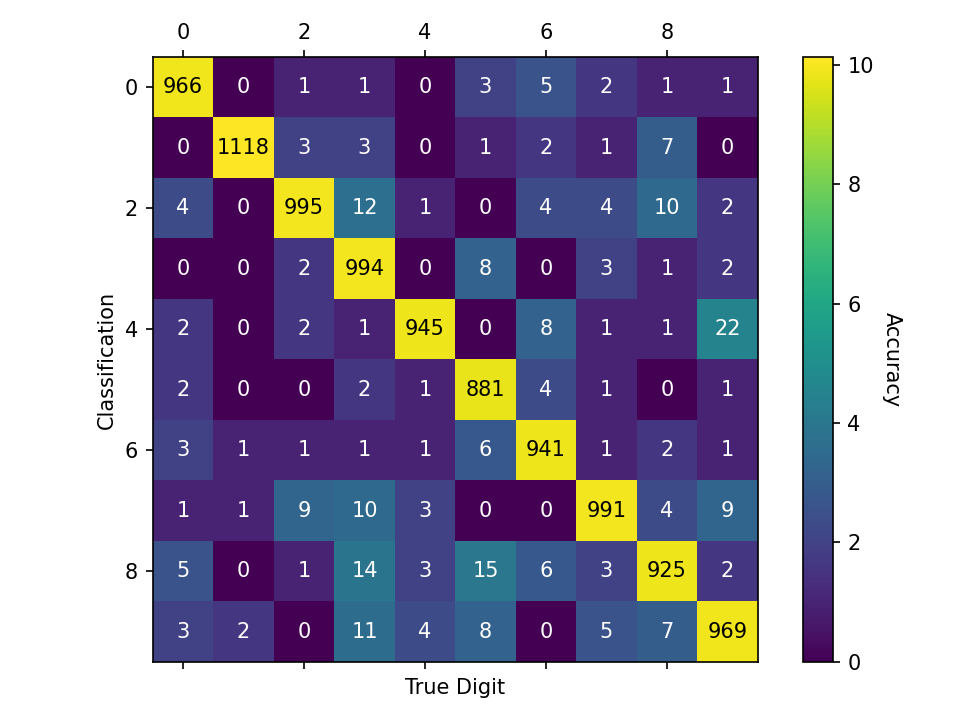 0 2 4 6 8
0 966 0 1 1 0 3 5 2 1 1
0 1118 3 3 0 1 2 1 7 0
2 4 0 995 12 1 0 4 4 10 2
0 0 2 994 0 8 0 3 1 2
4 2 0 2 1 945 0 8 1 1 22
2 0 0 2 1 881 4 1 0 1
6 3 1 1 1 1 6 941 1 2 1
1 1 9 10 3 0 0 991 4 9
8 5 0 1 14 3 15 6 3 925 2
3 2 0 11 4 8 0 5 7 969
Classification
True Digit
10
8
6
4
2
0
Accuracy